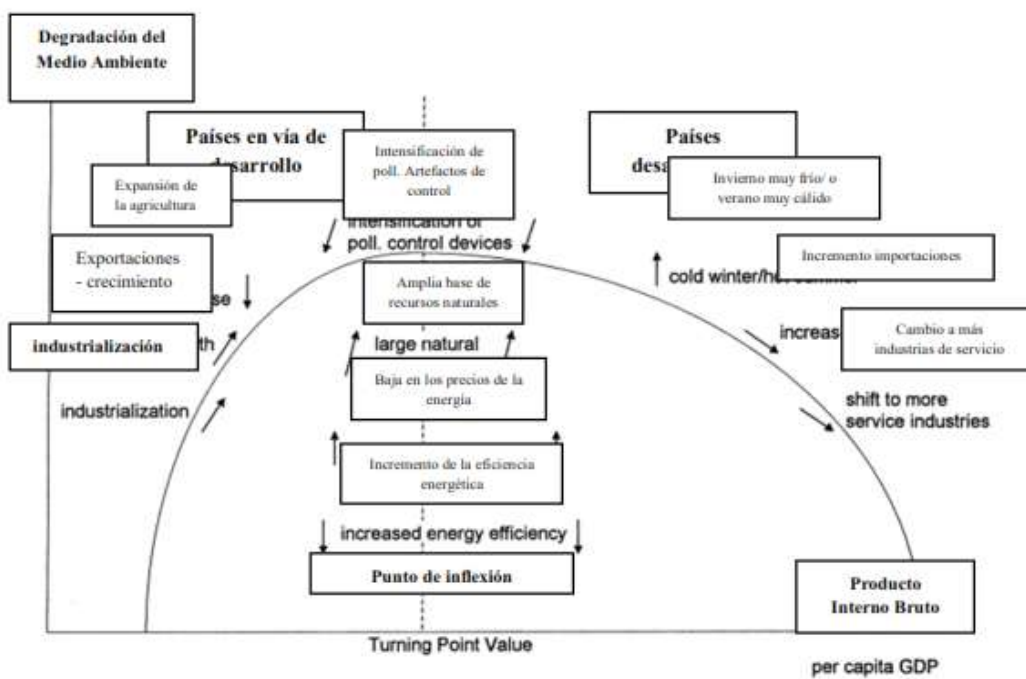 Degradación del
Medio Ambiente
Países en vía de
desarrollo
Países
Intensificación de
poll. Artefactos de
control
Expansión de
la agricultura
Invierno muy frío/ o
verano muy cálido
intensification of
poll. control devices
Exportaciones
- crecimiento
Incremento importaciones
cold winter/hot summer
Amplia base de
recursos naturales
industrialización
large natural
Cambio a más
industrias de servicio
Baja en los precios de la
energía
industrialization
shift to more
service industries
Incremento de la eficiencia
energética
increased energy efficiency
Punto de inflexión
Producto
Interno Bruto
Turning Point Value
per capita GDP